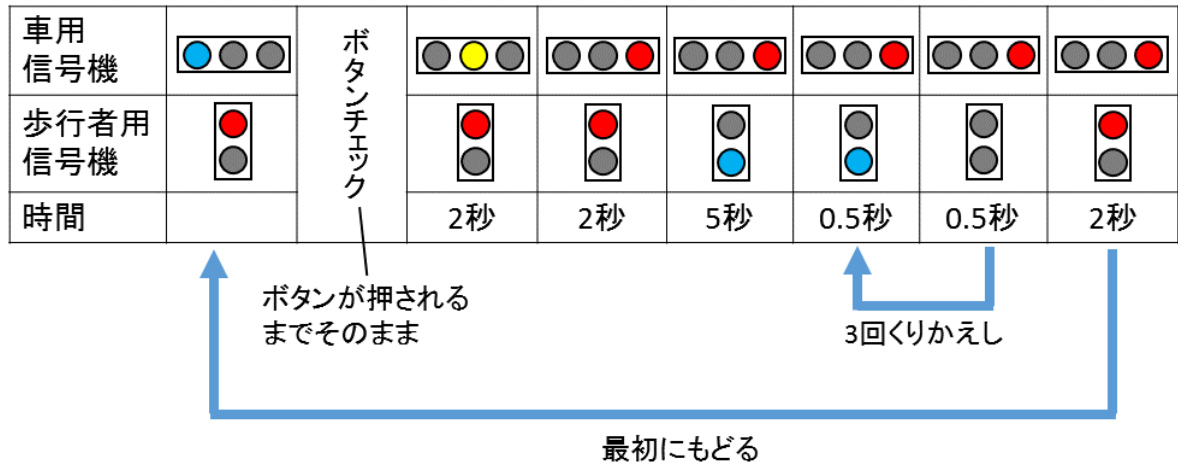 車用
信号機
ボタンチェック
歩行者用
信号機
時間
2秒
2秒
5秒
0.5秒
0.5秒
2秒
ボタンが押される
までそのまま
3回くりかえし
最初にもどる